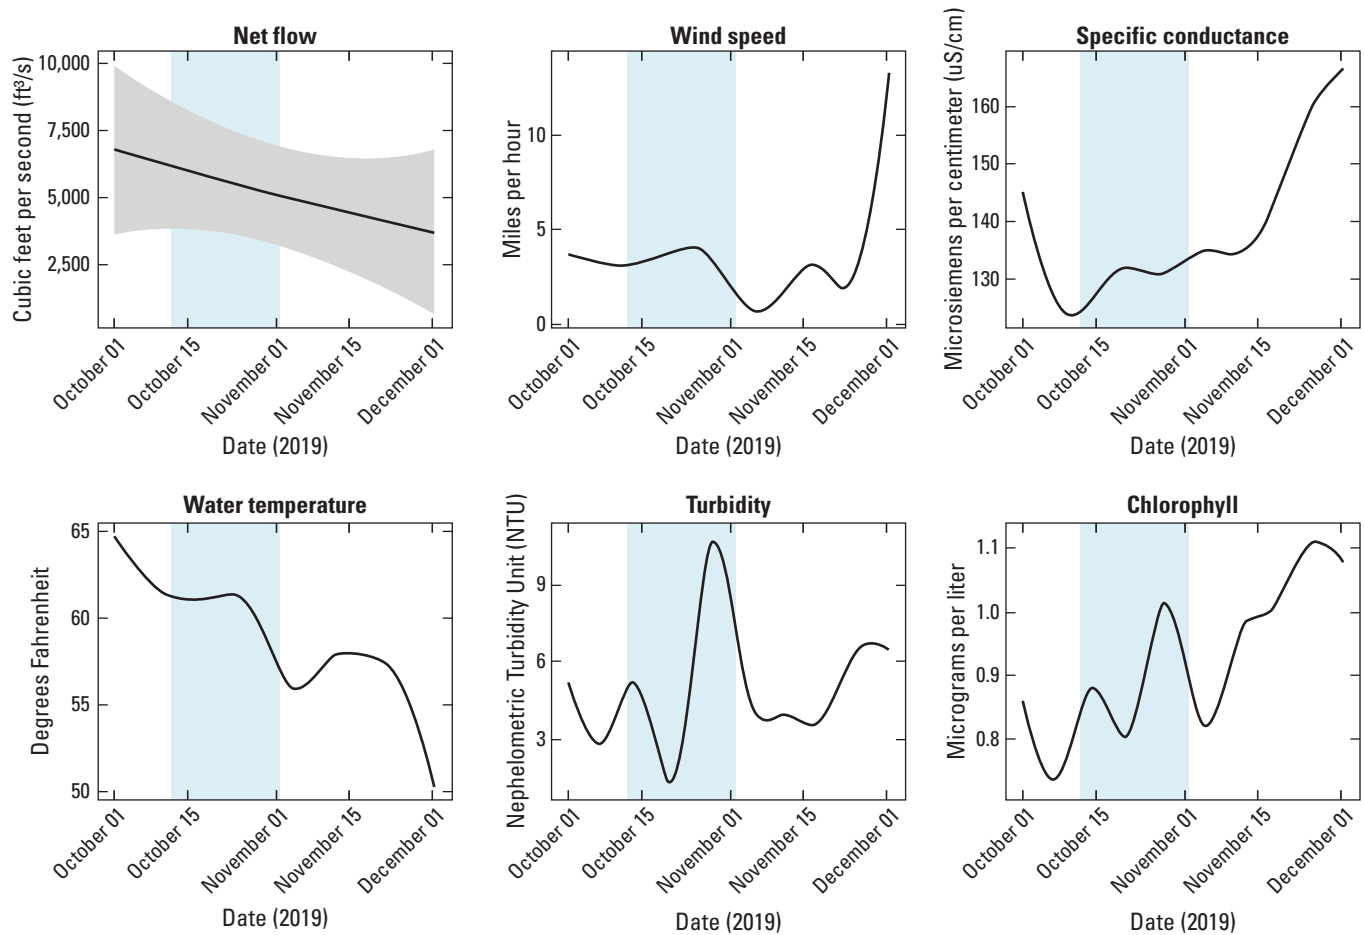 Net flow
Cubic feet per second (ft³/s)
10,000
7,500
5,000
2,500
October 01
October 15
November 01
November 15
December 01
Date (2019)
Wind speed
Miles per hour
10
5
0
October 01
October 15
November 01
November 15
December 01
Date (2019)
Specific conductance
Microsiemens per centimeter (uS/cm)
160
150
140
130
October 01
October 15
November 01
November 15
December 01
Date (2019)
Water temperature
Degrees Fahrenheit
65
60
55
50
October 01
October 15
November 01
November 15
December 01
Date (2019)
Turbidity
Nephelometric Turbidity Unit (NTU)
9
6
3
October 01
October 15
November 01
November 15
December 01
Date (2019)
Chlorophyll
Micrograms per liter
1.1
1.0
0.9
0.8
October 01
October 15
November 01
November 15
December 01
Date (2019)